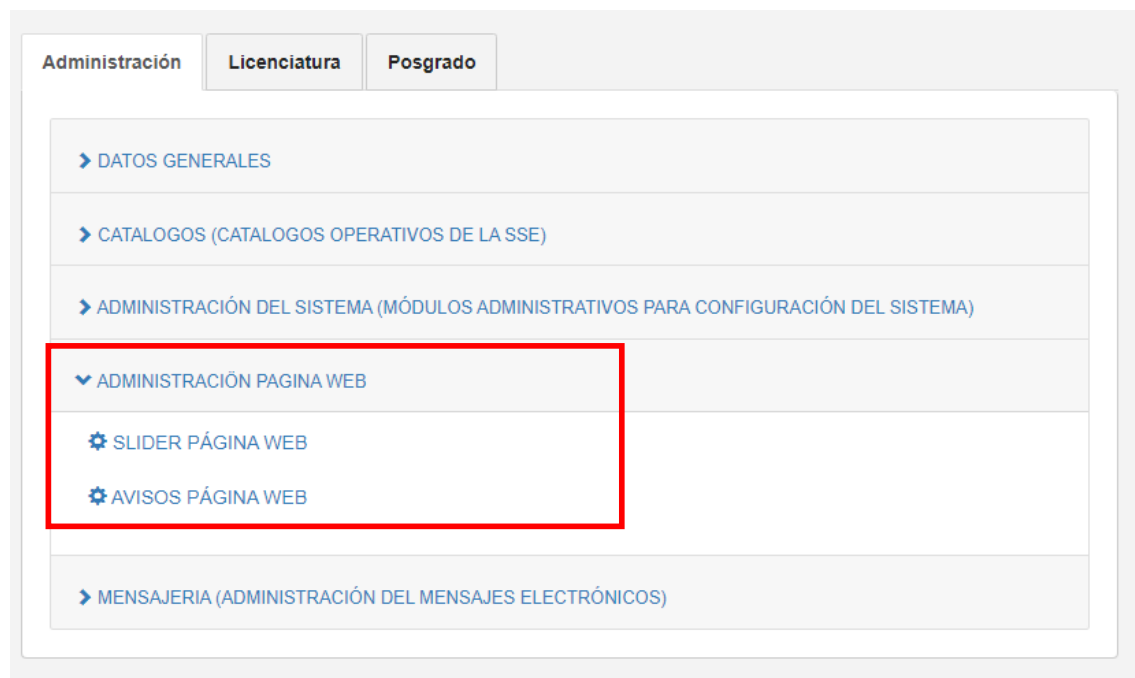 Administración Licenciatura Posgrado
DATOS GENERALES
CATALOGOS (CATALOGOS OPERATIVOS DE LA SSE)
ADMINISTRACIÓN DEL SISTEMA (MÓDULOS ADMINISTRATIVOS PARA CONFIGURACIÓN DEL SISTEMA)
ADMINISTRACIÖN PAGINA WEB
SLIDER PÁGINA WEB
AVISOS PÁGINA WEB
MENSAJERIA (ADMINISTRACIÓN DEL MENSAJES ELECTRÓNICOS)